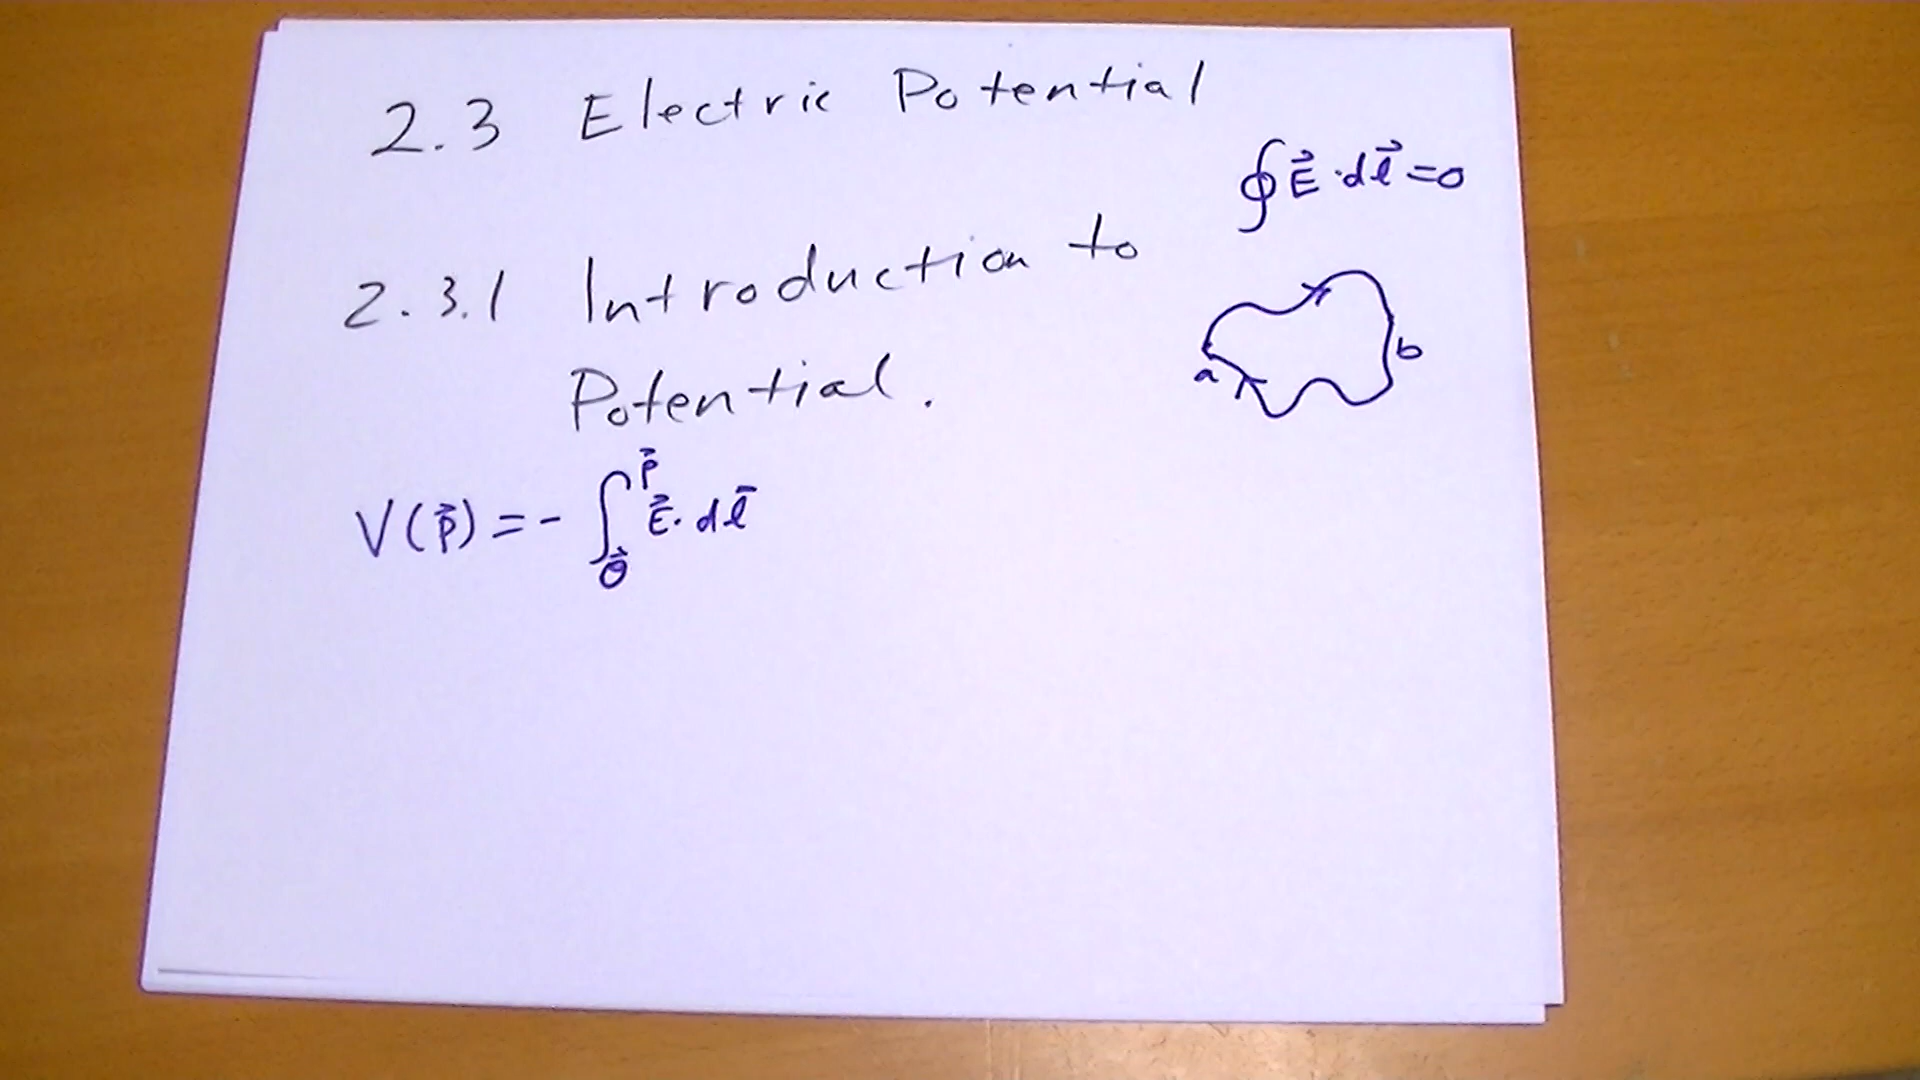 2.3 Electric Potential
∮E⃗·dl⃗=0
2.3.1 Introduction to
Potential.
a
b
V(p⃗)=-∫_O⃗^p⃗ E⃗·dl̄